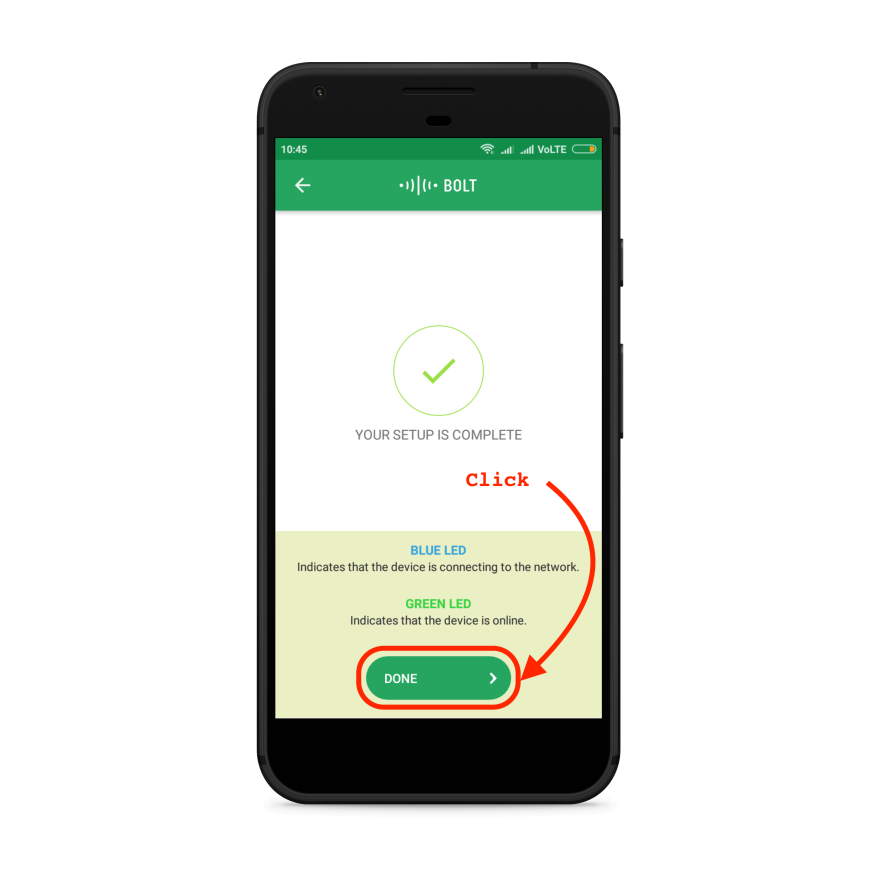 10:45
VoLTE
BOLT
YOUR SETUP IS COMPLETE
Click
BLUE LED
Indicates that the device is connecting to the network.
GREEN LED
Indicates that the device is online.
DONE